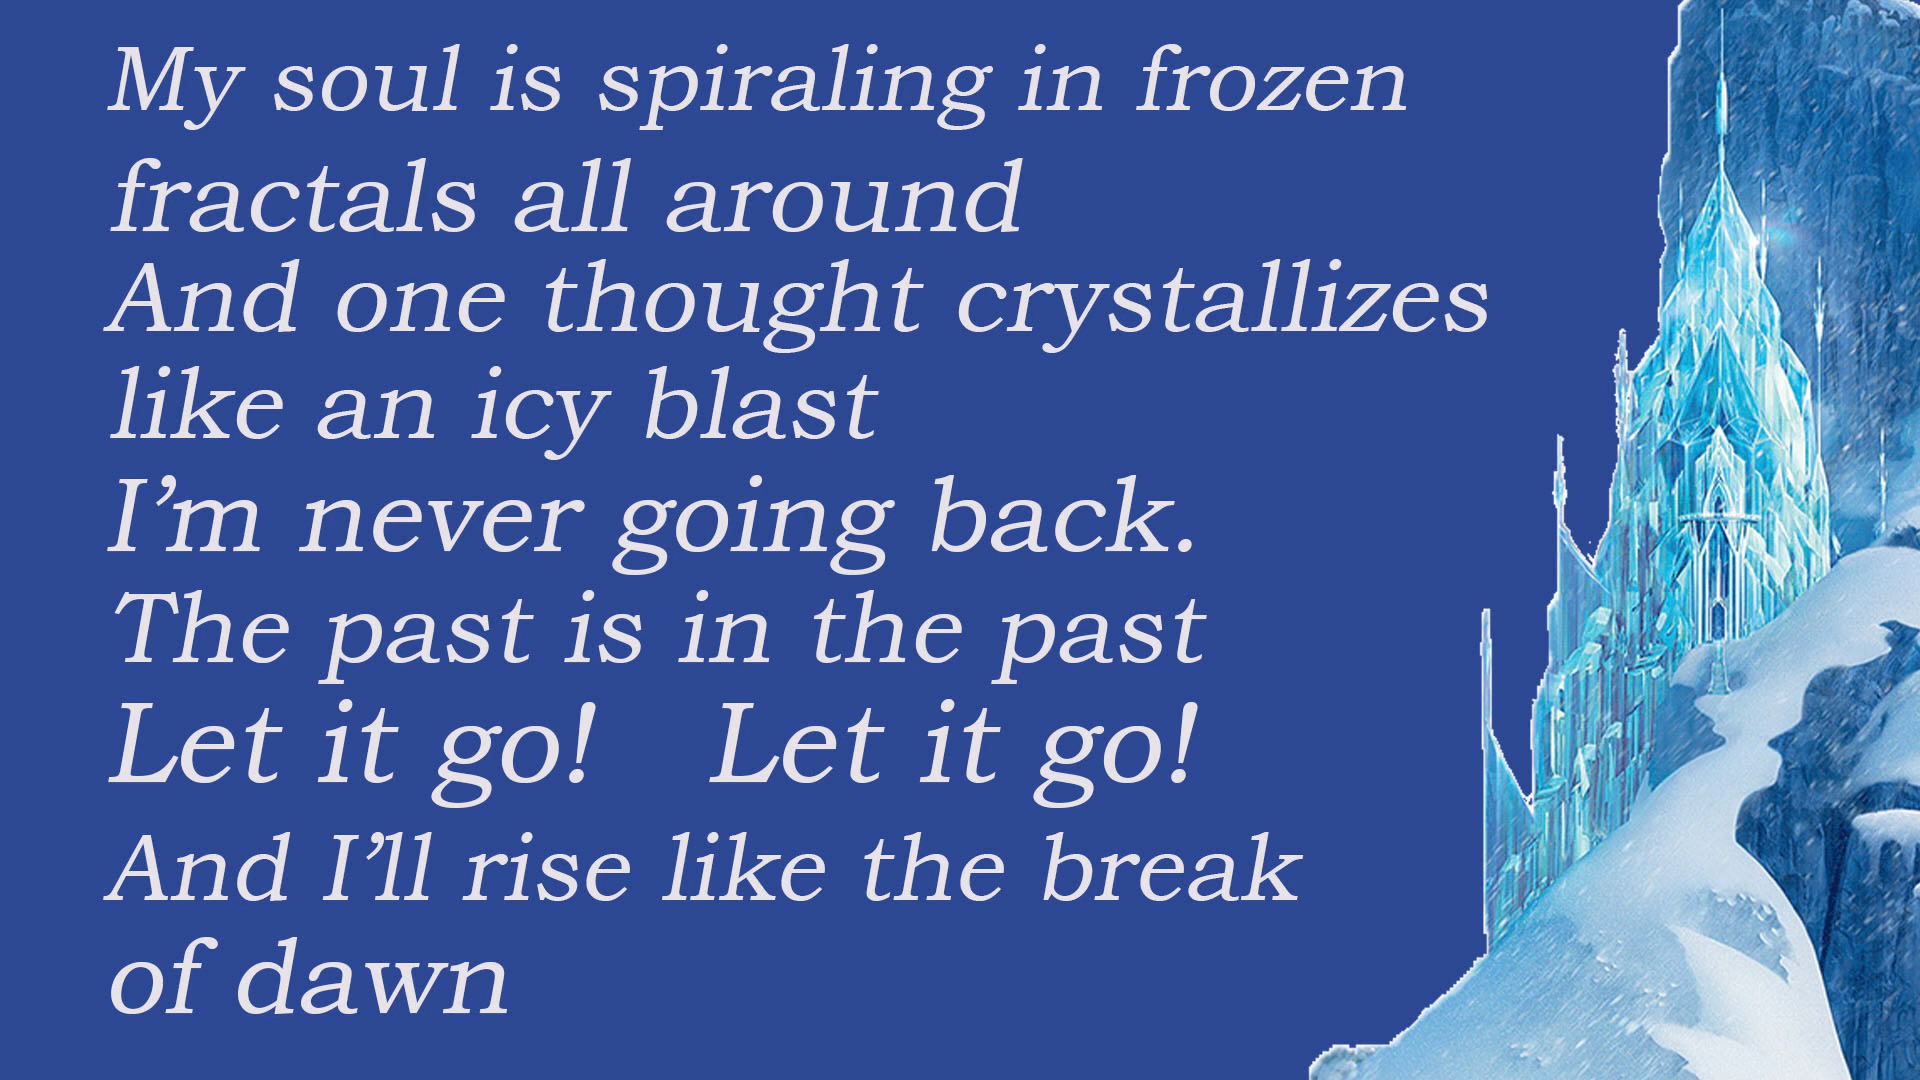 My soul is spiraling in frozen
fractals all around
And one thought crystallizes
like an icy blast
I’m never going back.
The past is in the past
Let it go!   Let it go!
And I’ll rise like the break
of dawn